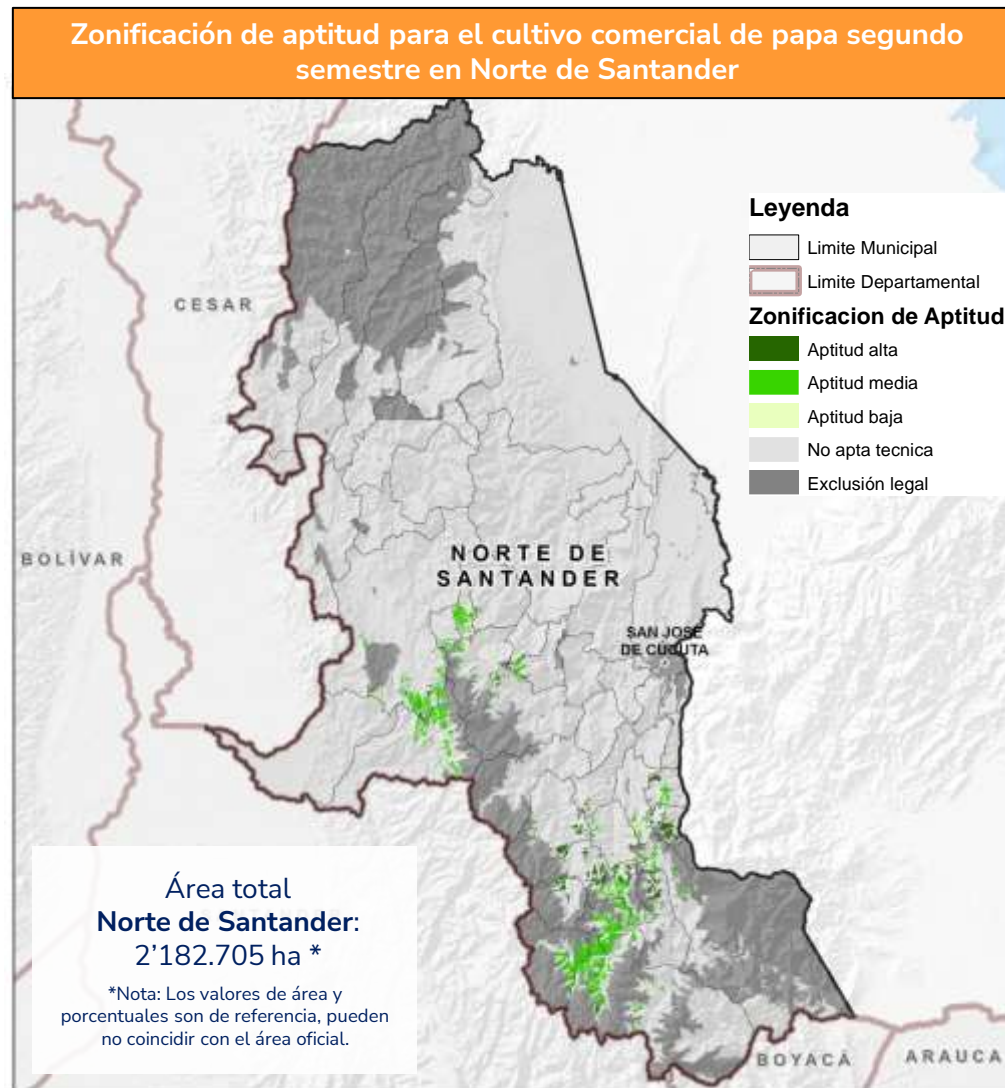 Zonificación de aptitud para el cultivo comercial de papa segundo
semestre en Norte de Santander
Leyenda
Limite Municipal
Limite Departamental
Zonificacion de Aptitud
Aptitud alta
Aptitud media
Aptitud baja
No apta tecnica
Exclusión legal
CESAR
BOLÍVAR
NORTE DE
SANTANDER
SAN JOSÉ
DE CUCUTA
Área total
Norte de Santander:
2’182.705 ha *
*Nota: Los valores de área y
porcentuales son de referencia, pueden
no coincidir con el área oficial.
BOYACÁ
ARAUCA